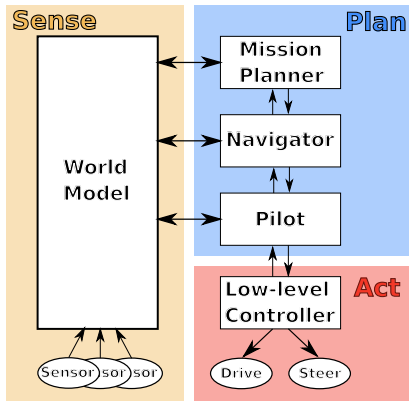 Sense
Plan
Mission
Planner
Navigator
World
Model
Pilot
Act
Low-level
Controller
Sensor
sor
sor
Drive
Steer